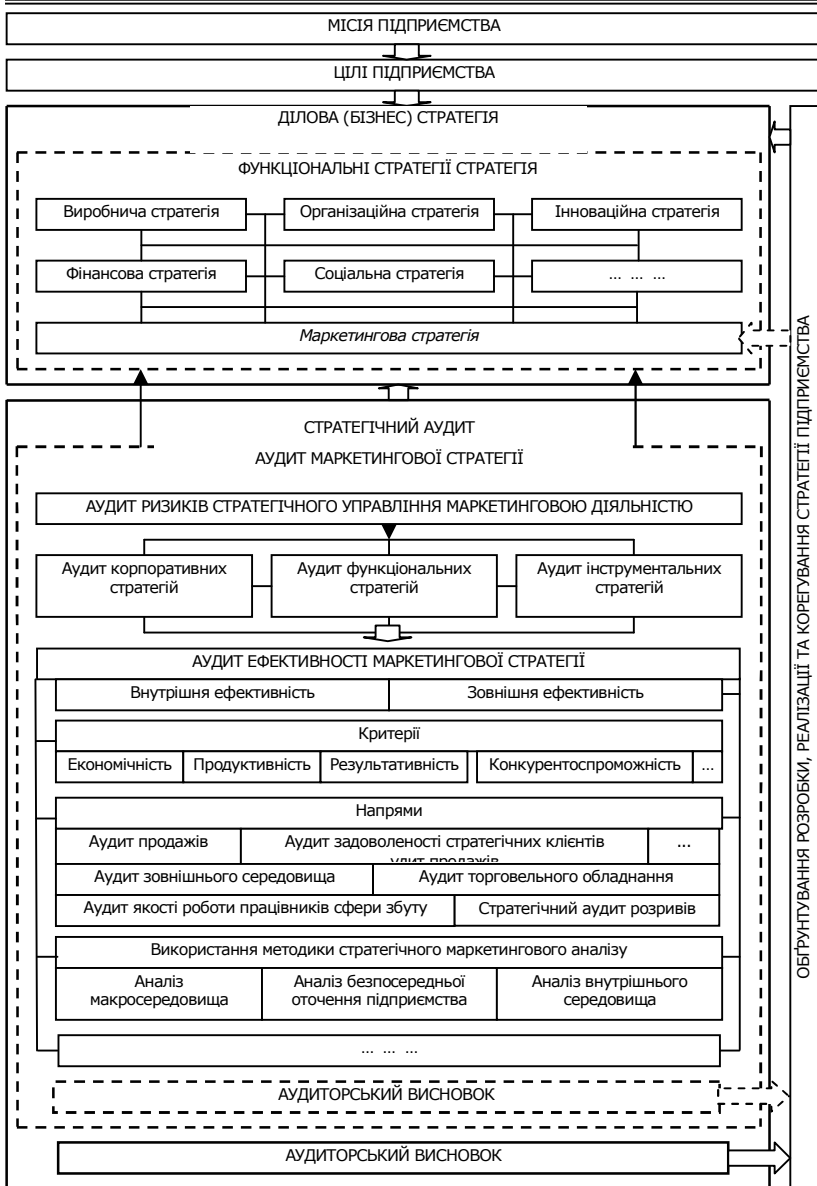 МІСІЯ ПІДПРИЄМСТВА
ЦІЛІ ПІДПРИЄМСТВА
ДІЛОВА (БІЗНЕС) СТРАТЕГІЯ
ФУНКЦІОНАЛЬНІ СТРАТЕГІЇ СТРАТЕГІЯ
Виробнича стратегія
Організаційна стратегія
Інноваційна стратегія
Фінансова стратегія
Соціальна стратегія
... ... ...
Маркетингова стратегія
СТРАТЕГІЧНИЙ АУДИТ
АУДИТ МАРКЕТИНГОВОЇ СТРАТЕГІЇ
АУДИТ РИЗИКІВ СТРАТЕГІЧНОГО УПРАВЛІННЯ МАРКЕТИНГОВОЮ ДІЯЛЬНІСТЮ
Аудит корпоративних
стратегій
Аудит функціональних
стратегій
Аудит інструментальних
стратегій
АУДИТ ЕФЕКТИВНОСТІ МАРКЕТИНГОВОЇ СТРАТЕГІЇ
Внутрішня ефективність
Зовнішня ефективність
Критерії
Економічність
Продуктивність
Результативність
Конкурентоспроможність
...
Напрями
Аудит продажів
Аудит задоволеності стратегічних клієнтів
удит продажів
...
Аудит зовнішнього середовища
Аудит торговельного обладнання
Аудит якості роботи працівників сфери збуту
Стратегічний аудит розривів
Використання методики стратегічного маркетингового аналізу
Аналіз
макросередовища
Аналіз безпосередньої
оточення підприємства
Аналіз внутрішнього
середовища
... ... ...
АУДИТОРСЬКИЙ ВИСНОВОК
АУДИТОРСЬКИЙ ВИСНОВОК
ОБҐРУНТУВАННЯ РОЗРОБКИ, РЕАЛІЗАЦІЇ ТА КОРЕГУВАННЯ СТРАТЕГІЇ ПІДПРИЄМСТВА